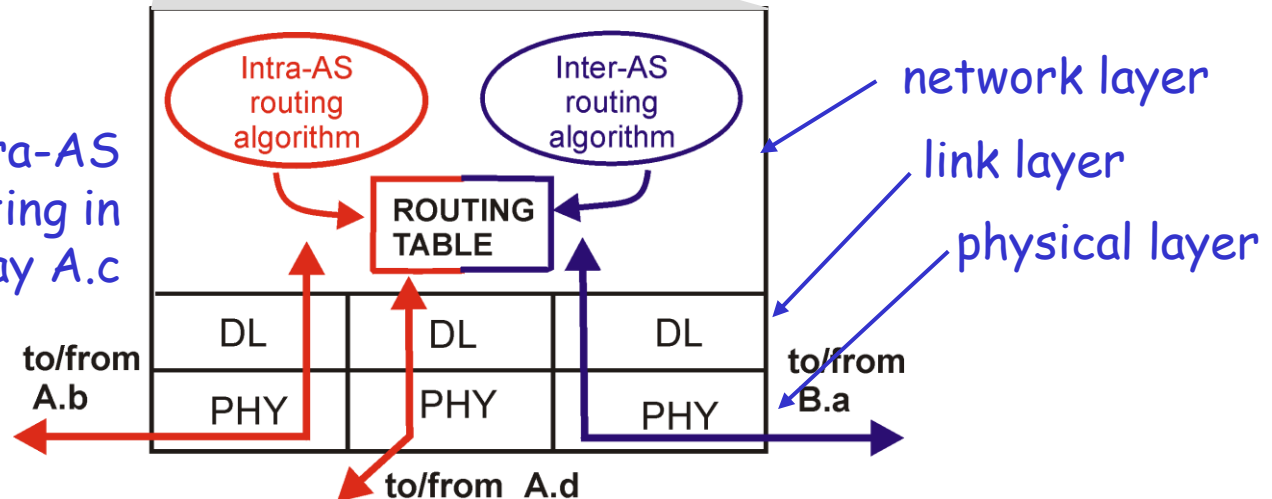 Intra-AS
routing
algorithm
Inter-AS
routing
algorithm
network layer
link layer
physical layer
ra-AS
ting in
ay A.c
ROUTING
TABLE
DL
DL
DL
to/from
A.b
to/from
B.a
PHY
PHY
PHY
to/from A.d